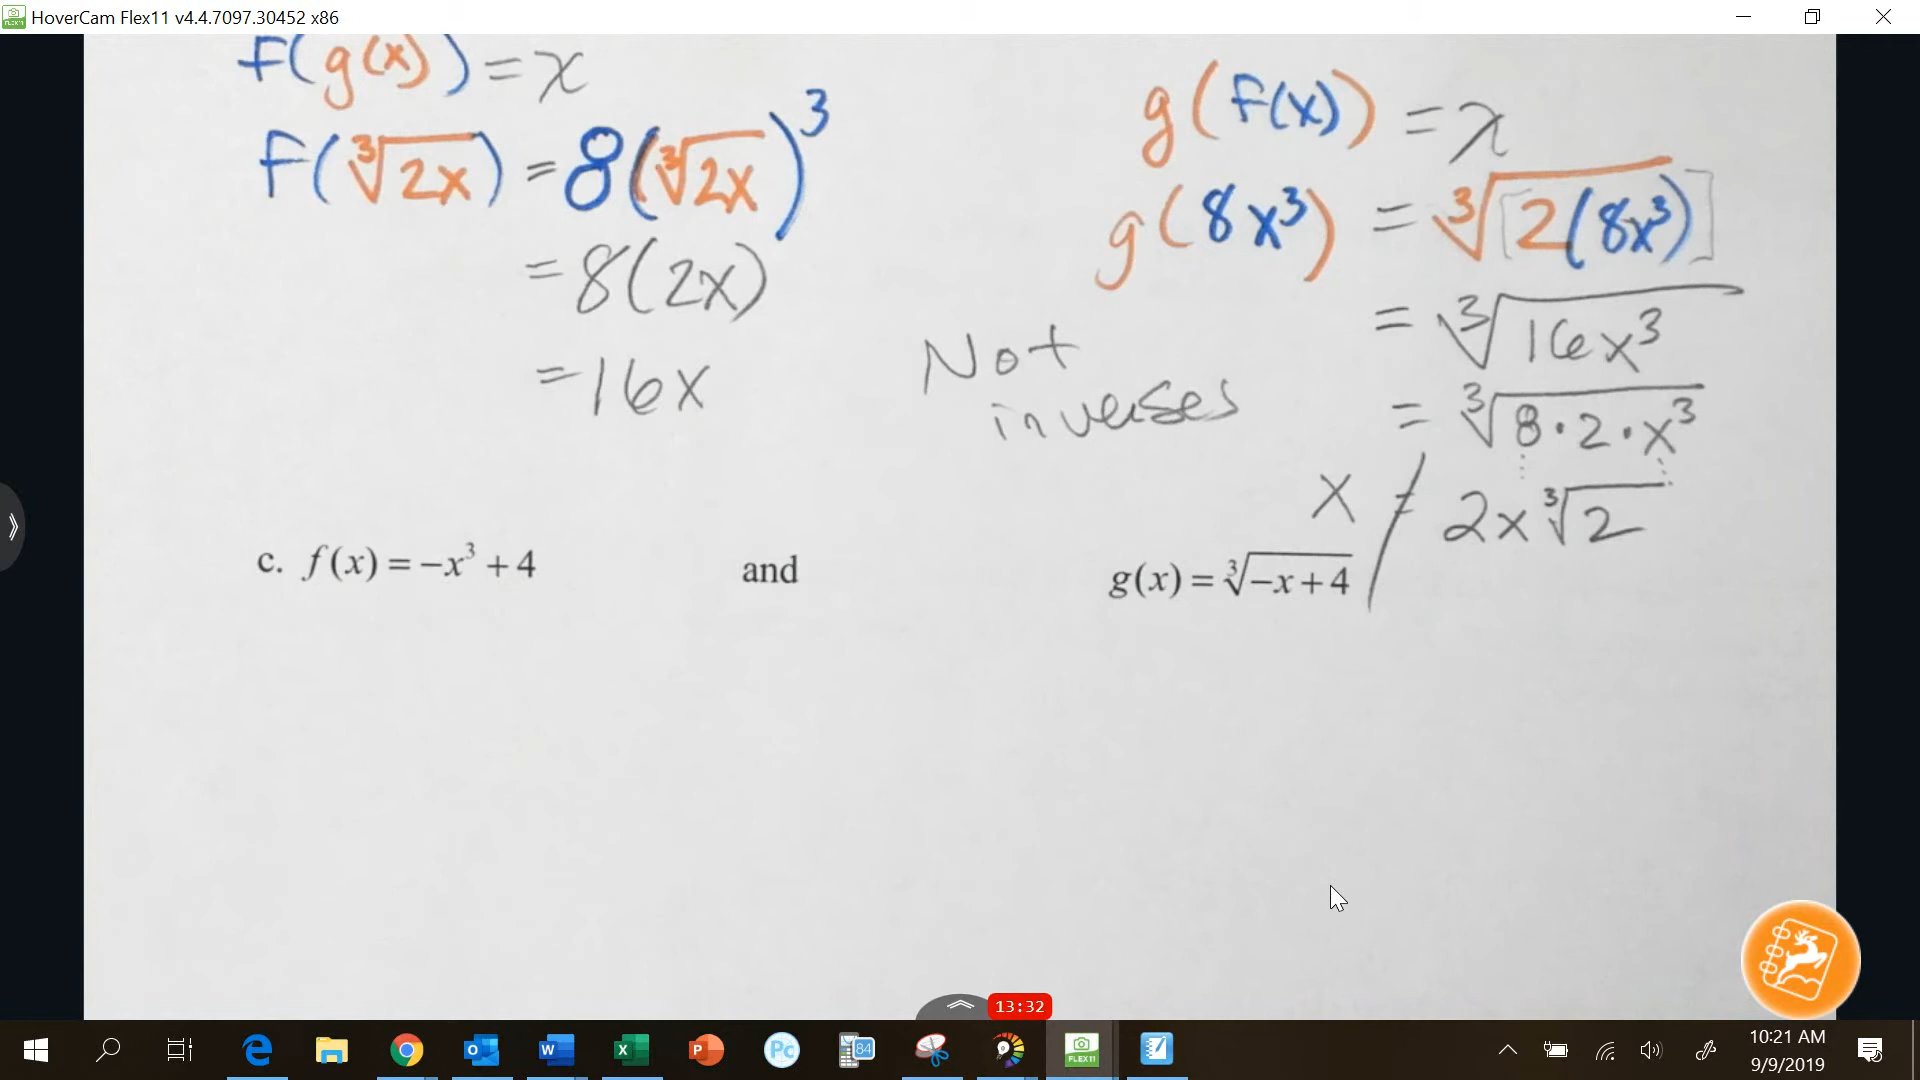 HoverCam Flex11 v4.4.7097.30452 x86
f(g(x)) = x
f(∛2x) = 8(∛2x)³
= 8(2x)
= 16x
g(f(x)) = x
g(8x³) = ∛[2(8x³)]
= ∛16x³
= ∛8·2·x³
x ≠ 2x∛2
Not
inverses
c. f(x) = −x³ + 4 and g(x) = ∛−x + 4
13:32
84
FLEX11
10:21 AM
9/9/2019